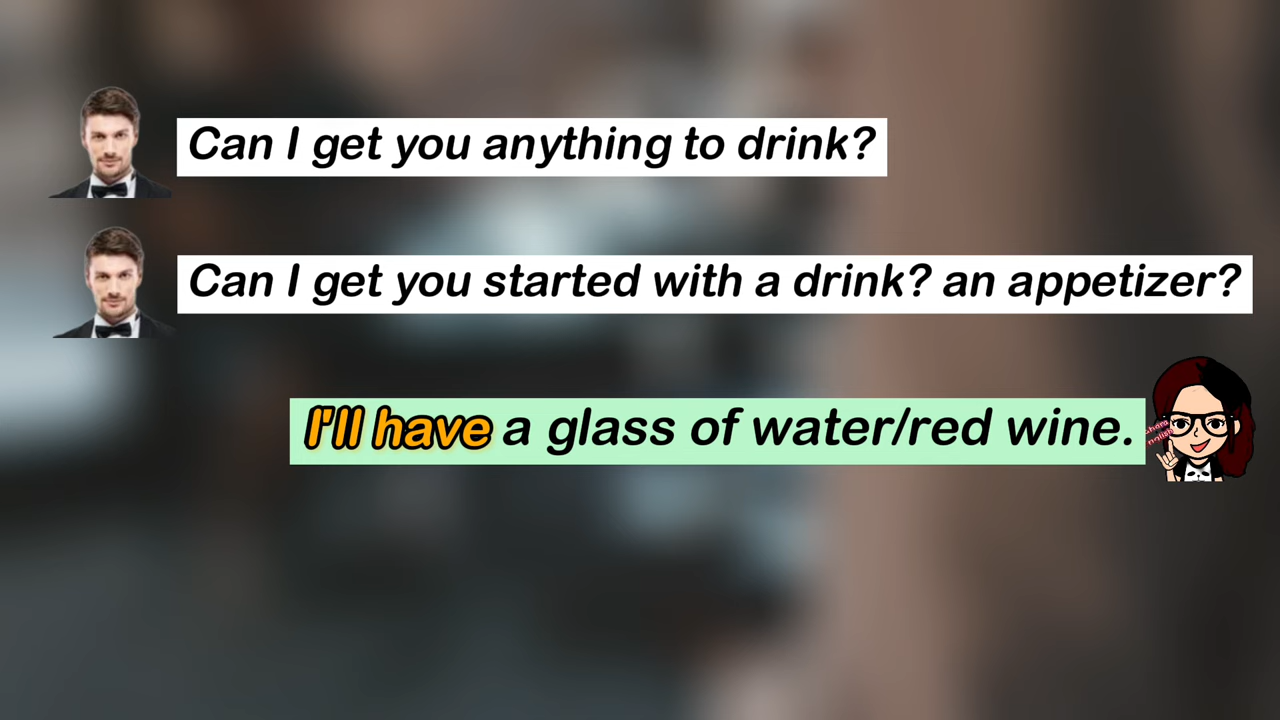 Can I get you anything to drink?
Can I get you started with a drink? an appetizer?
I'll have a glass of water/red wine.